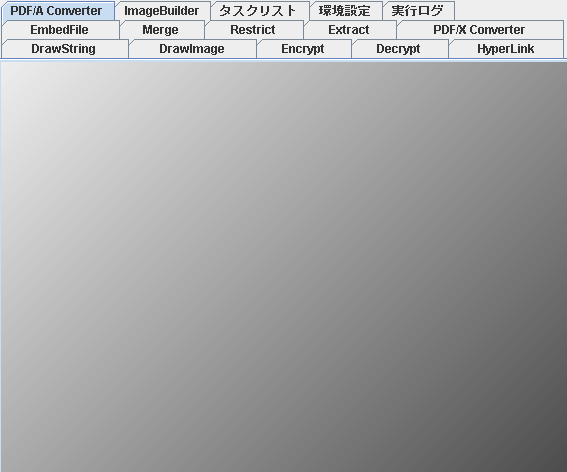 PDF/A Converter ImageBuilder タスクリスト 環境設定 実行ログ
EmbedFile Merge Restrict Extract PDF/X Converter
DrawString DrawImage Encrypt Decrypt HyperLink